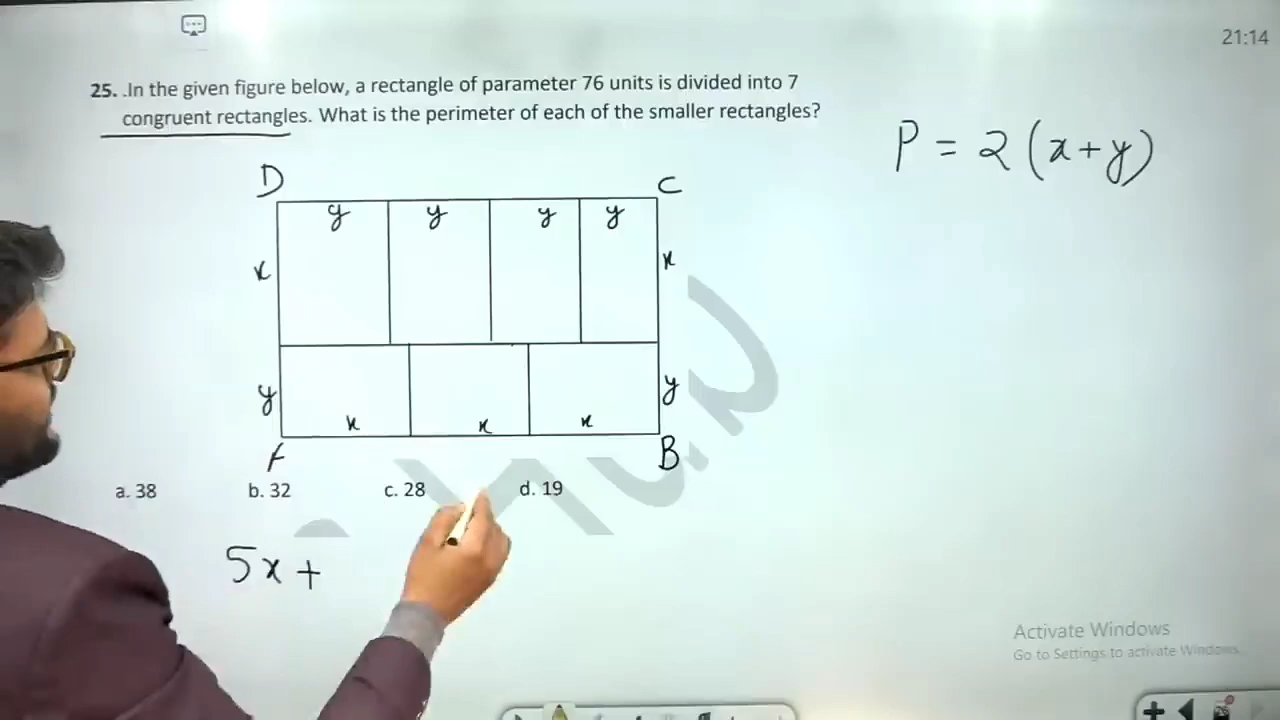 21:14
25. .In the given figure below, a rectangle of parameter 76 units is divided into 7
congruent rectangles. What is the perimeter of each of the smaller rectangles?
P = 2 (x+y)
D C
y y y y
x x
y y
x x x
A B
a. 38 b. 32 c. 28 d. 19
5x +
Activate Windows
Go to Settings to activate Windows.